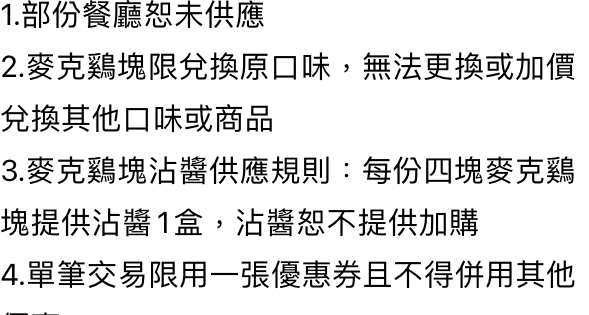 1.部份餐廳恕未供應
2.麥克鷄塊限兌換原口味，無法更換或加價
兌換其他口味或商品
3.麥克鷄塊沾醬供應規則：每份四塊麥克鷄
塊提供沾醬1盒，沾醬恕不提供加購
4.單筆交易限用一張優惠券且不得併用其他